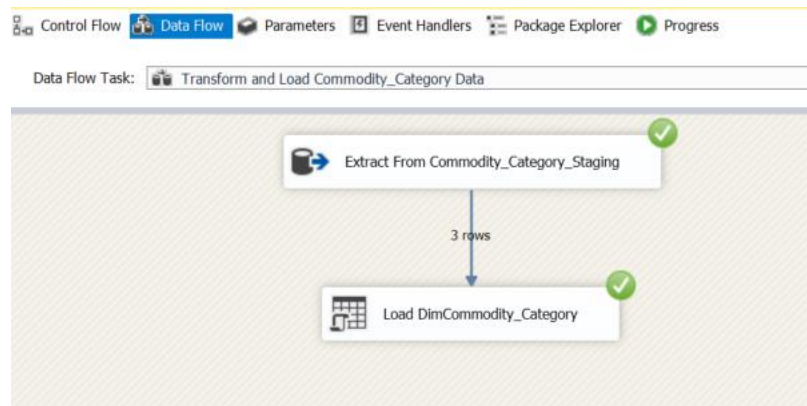 Control Flow Data Flow Parameters Event Handlers Package Explorer Progress
Data Flow Task: Transform and Load Commodity_Category Data
Extract From Commodity_Category_Staging
3 rows
Load DimCommodity_Category